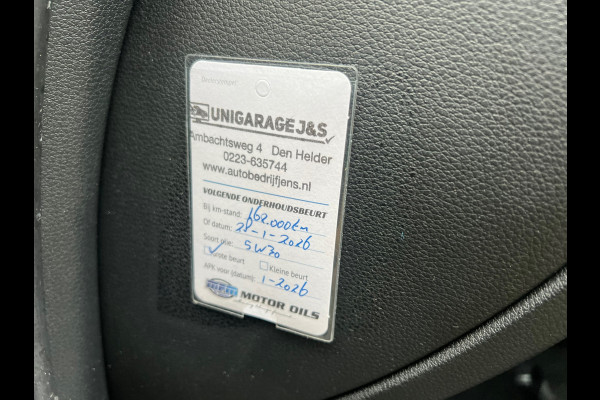 UNIGARAGE J&S
Ambachtsweg 4 Den Helder
0223-635744
www.autobedrijfjens.nl
VOLGENDE ONDERHOUDSBEURT
Bij km-stand: 162.000km
Of datum: 28-1-2026
Soort olie: 5W30
Grote beurt Kleine beurt
APK voor (datum): 1-2026
MOTOR OILS